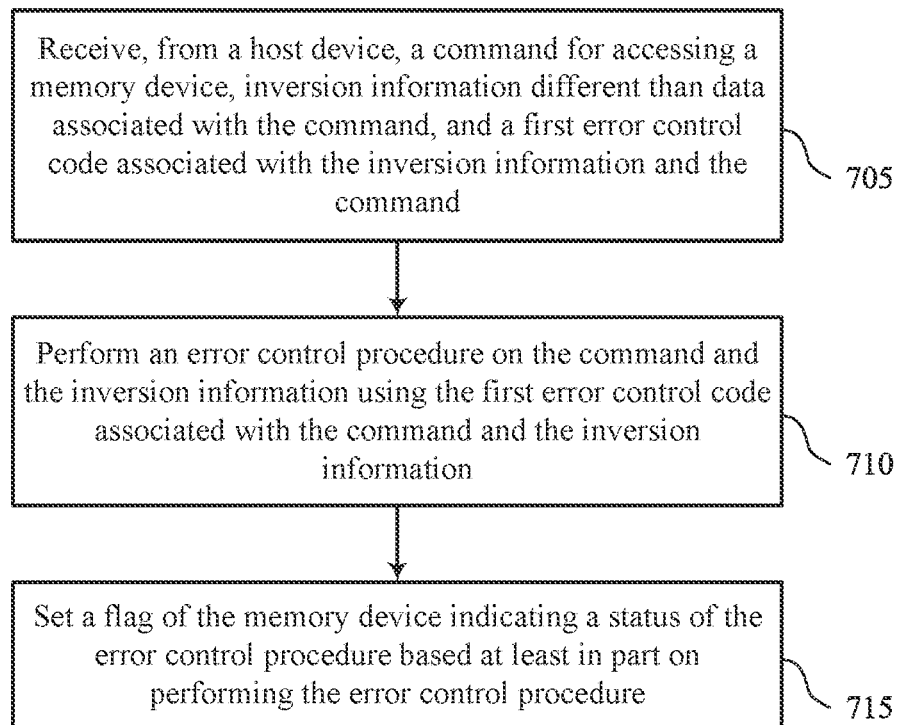 Receive, from a host device, a command for accessing a
memory device, inversion information different than data
associated with the command, and a first error control
code associated with the inversion information and the
command
705
Perform an error control procedure on the command and
the inversion information using the first error control code
associated with the command and the inversion
information
710
Set a flag of the memory device indicating a status of the
error control procedure based at least in part on
performing the error control procedure
715